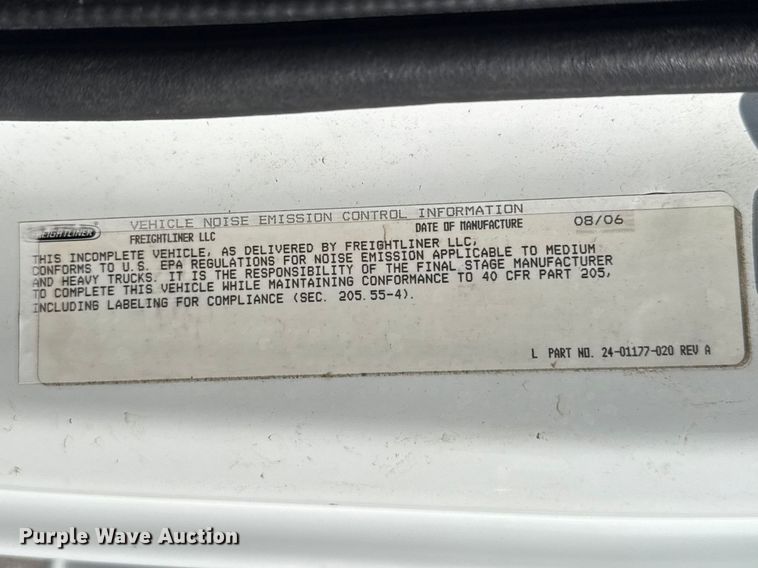 FREIGHTLINER
VEHICLE NOISE EMISSION CONTROL INFORMATION
FREIGHTLINER LLC DATE OF MANUFACTURE 08/06
THIS INCOMPLETE VEHICLE, AS DELIVERED BY FREIGHTLINER LLC,
CONFORMS TO U.S. EPA REGULATIONS FOR NOISE EMISSION APPLICABLE TO MEDIUM
AND HEAVY TRUCKS. IT IS THE RESPONSIBILITY OF THE FINAL STAGE MANUFACTURER
TO COMPLETE THIS VEHICLE WHILE MAINTAINING CONFORMANCE TO 40 CFR PART 205,
INCLUDING LABELING FOR COMPLIANCE (SEC. 205.55-4).
L PART NO. 24-01177-020 REV A
Purple Wave Auction